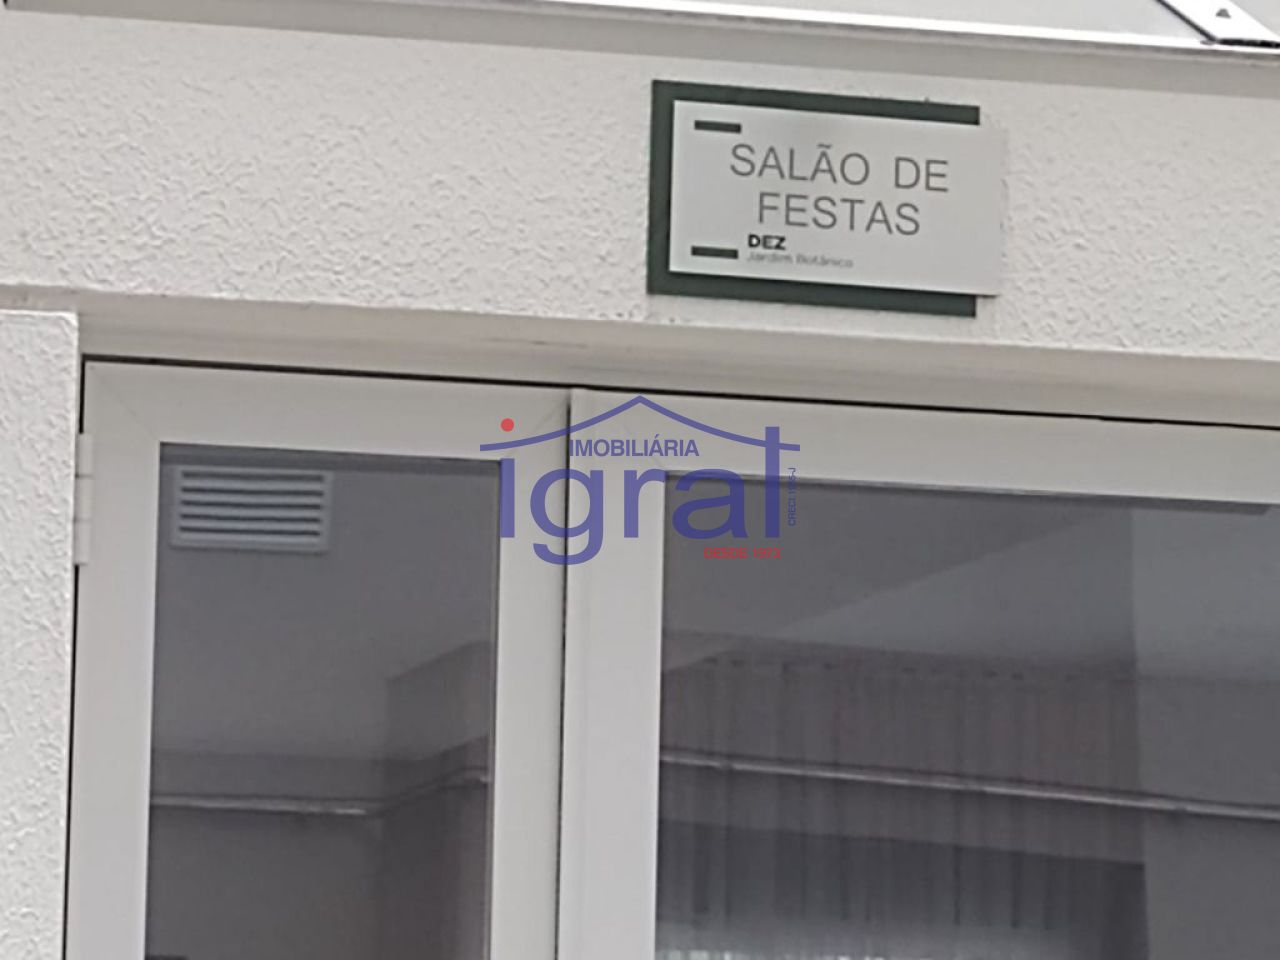 SALÃO DE
FESTAS
DEZ
Jardim Botânico
IMOBILIÁRIA
igral
DESDE 1973